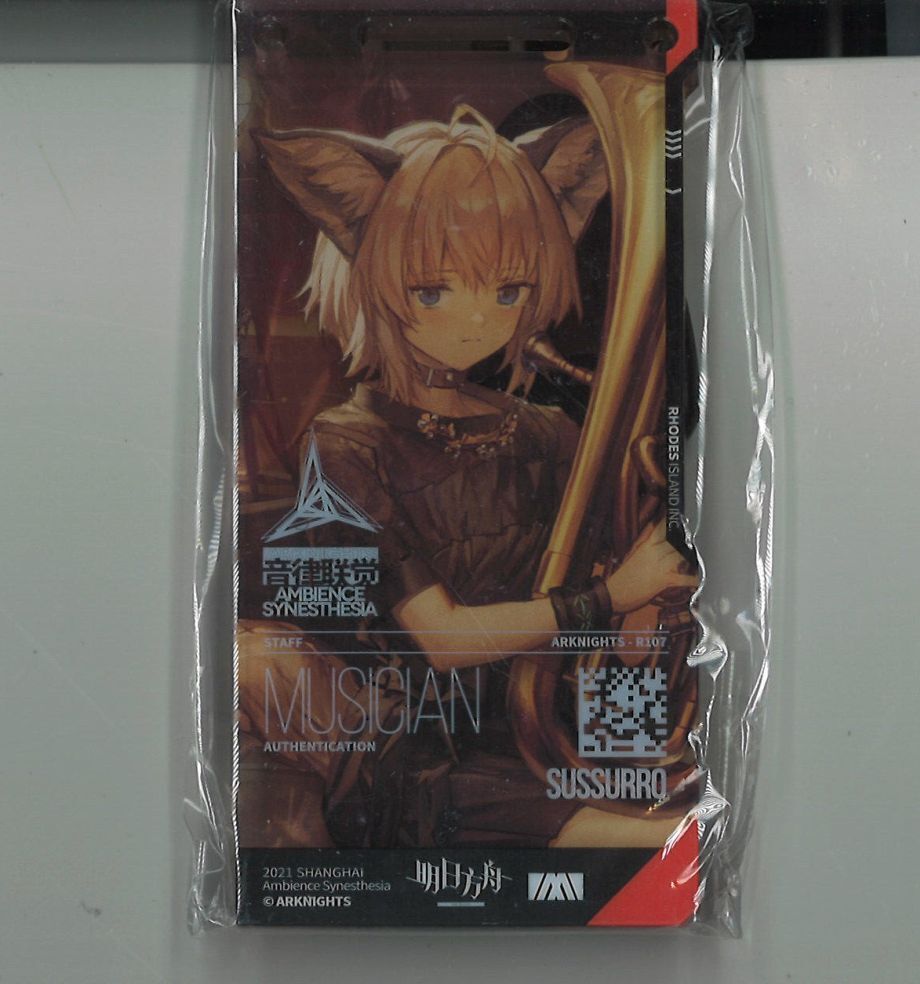 RHODES ISLAND INC.
音律联觉
AMBIENCE
SYNESTHESIA
STAFF
ARKNIGHTS - R107
MUSICIAN
AUTHENTICATION
SUSSURRO
2021 SHANGHAI
Ambience Synesthesia
© ARKNIGHTS
明日方舟